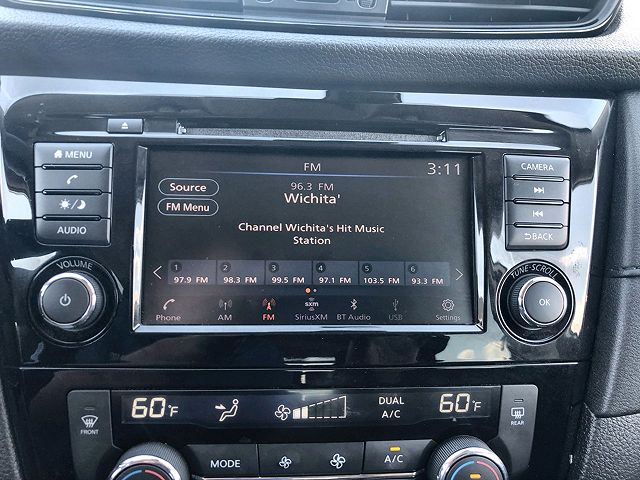 MENU
AUDIO
FM 3:11
Source
FM Menu
96.3 FM
Wichita'
Channel Wichita's Hit Music
Station
1 2 3 4 5 6
97.9 FM 98.3 FM 99.5 FM 97.1 FM 103.5 FM 93.3 FM
Phone AM FM SiriusXM BT Audio USB Settings
sxm
CAMERA
BACK
VOLUME
TUNE·SCROLL
OK
FRONT
60°F
DUAL
A/C
60°F
REAR
MODE
A/C